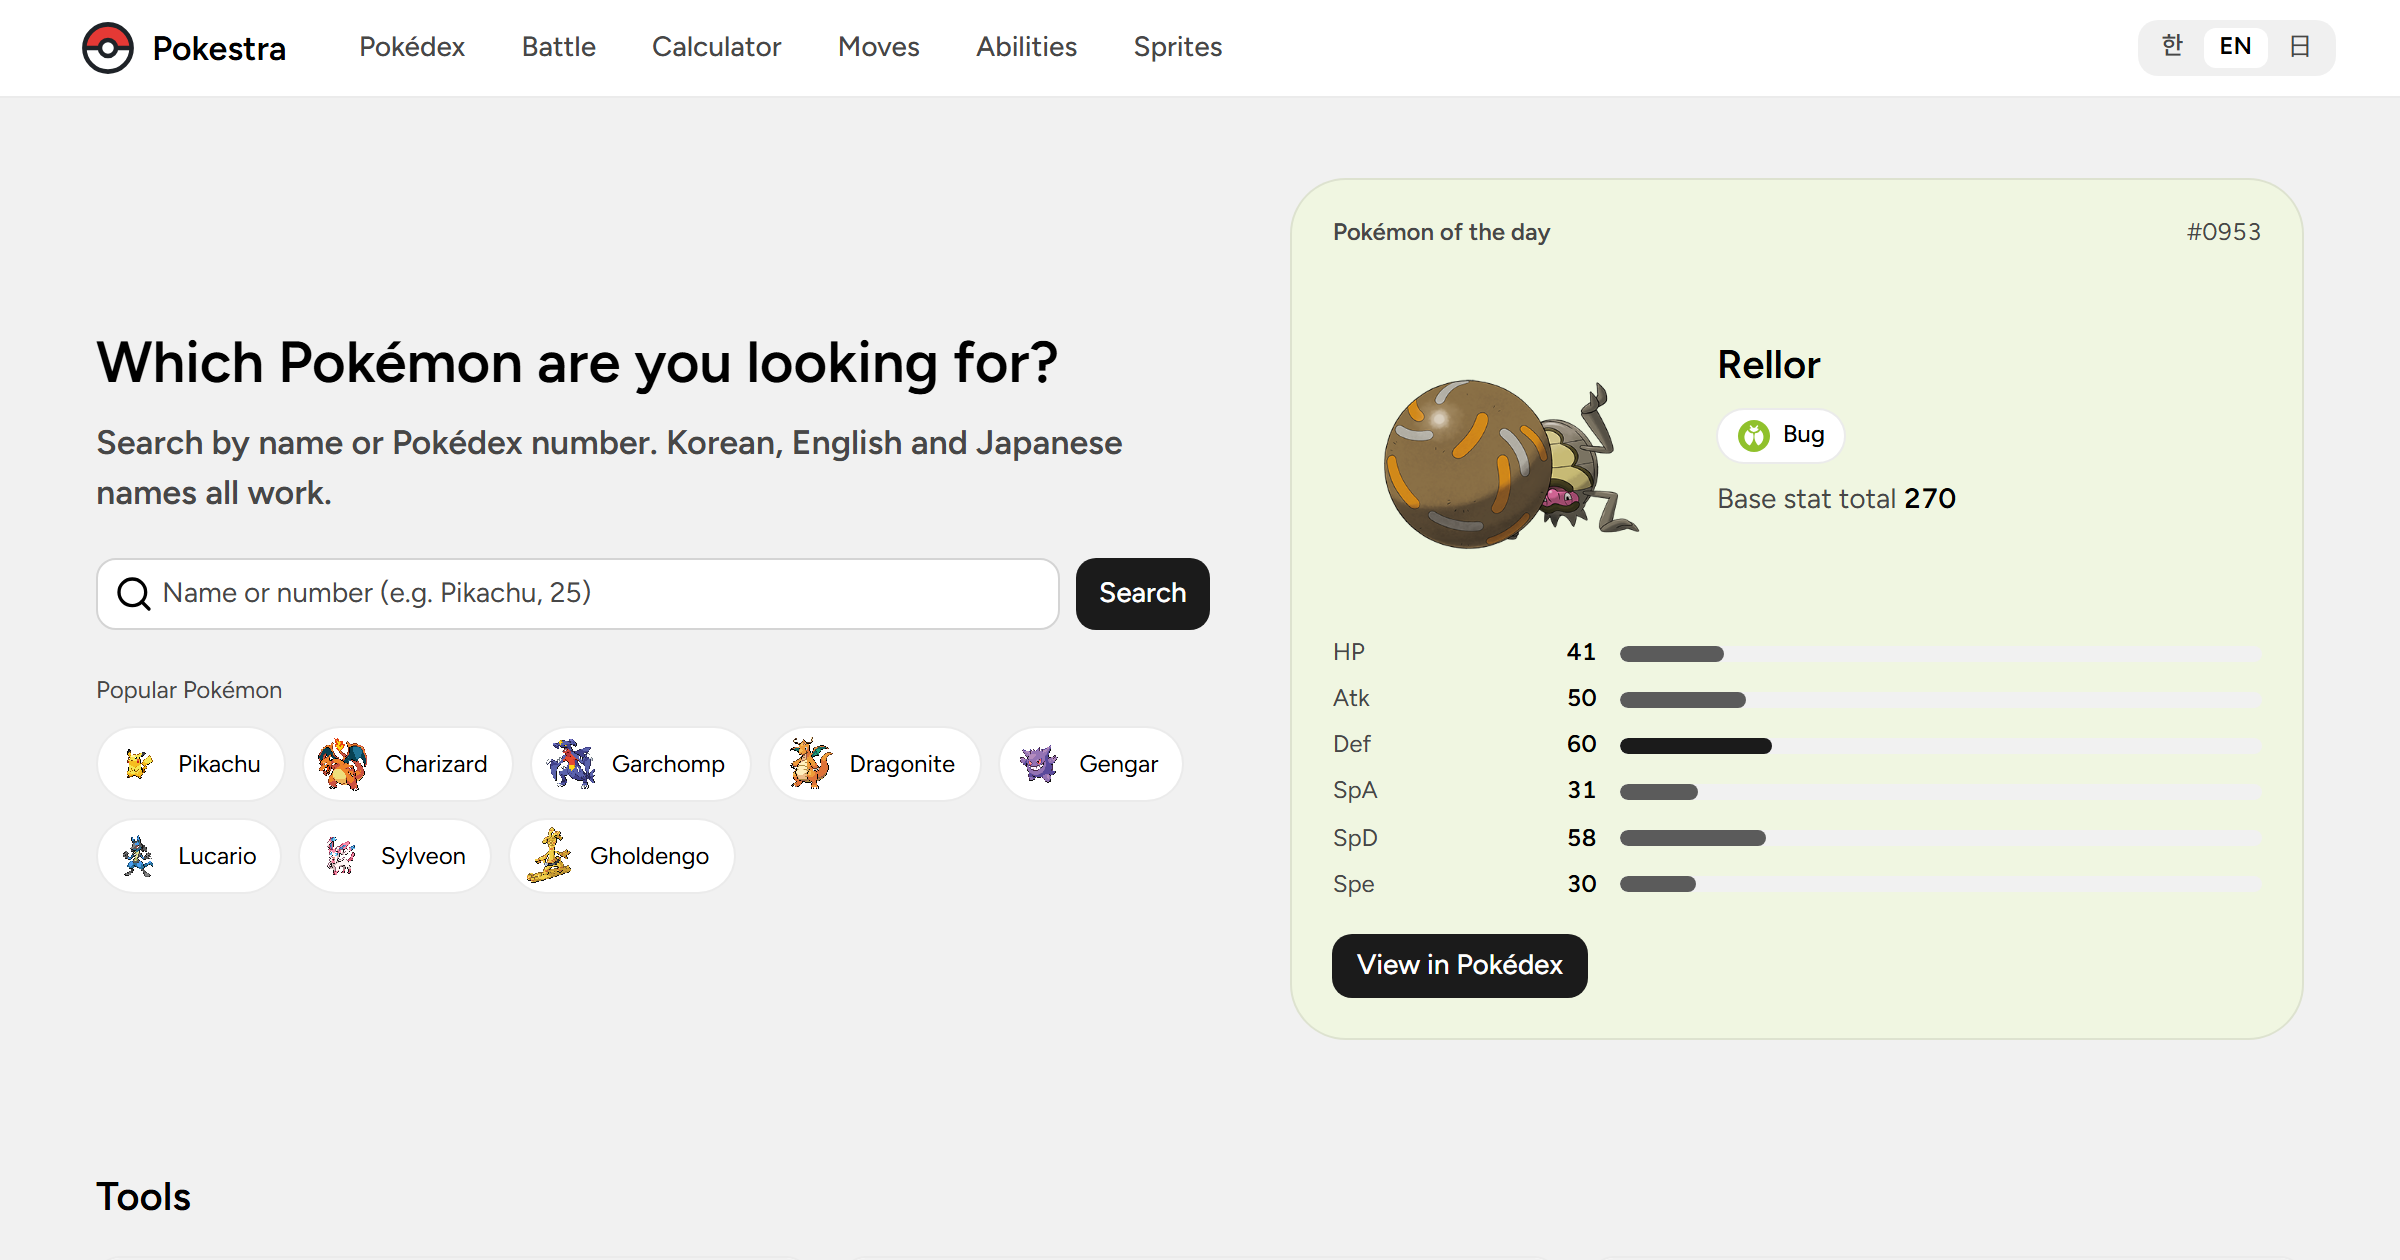 Pokestra
Pokédex
Battle
Calculator
Moves
Abilities
Sprites
한
EN
日
Which Pokémon are you looking for?
Search by name or Pokédex number. Korean, English and Japanese
names all work.
Name or number (e.g. Pikachu, 25)
Search
Popular Pokémon
Pikachu
Charizard
Garchomp
Dragonite
Gengar
Lucario
Sylveon
Gholdengo
Pokémon of the day
#0953
Rellor
Bug
Base stat total 270
HP 41
Atk 50
Def 60
SpA 31
SpD 58
Spe 30
View in Pokédex
Tools